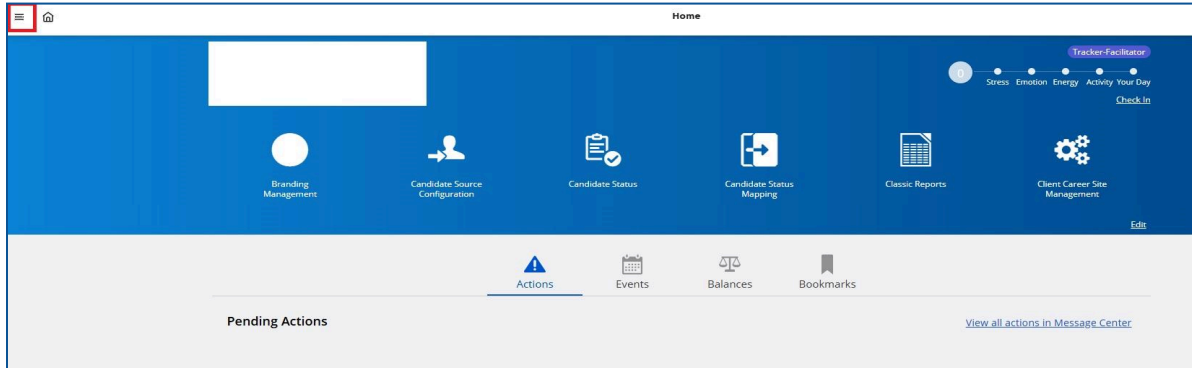 Home
Tracker-Facilitator
0
Stress Emotion Energy Activity Your Day
Check In
Branding
Management
Candidate Source
Configuration
Candidate Status
Candidate Status
Mapping
Classic Reports
Client Career Site
Management
Edit
Actions Events Balances Bookmarks
Pending Actions View all actions in Message Center